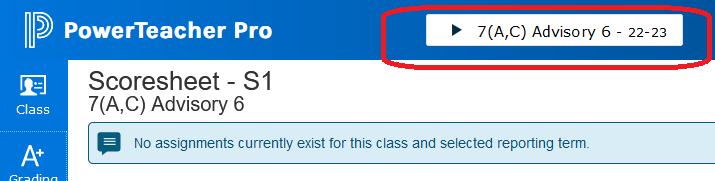 PowerTeacher Pro
7(A,C) Advisory 6 - 22-23
Class
Grading
Scoresheet - S1
7(A,C) Advisory 6
No assignments currently exist for this class and selected reporting term.